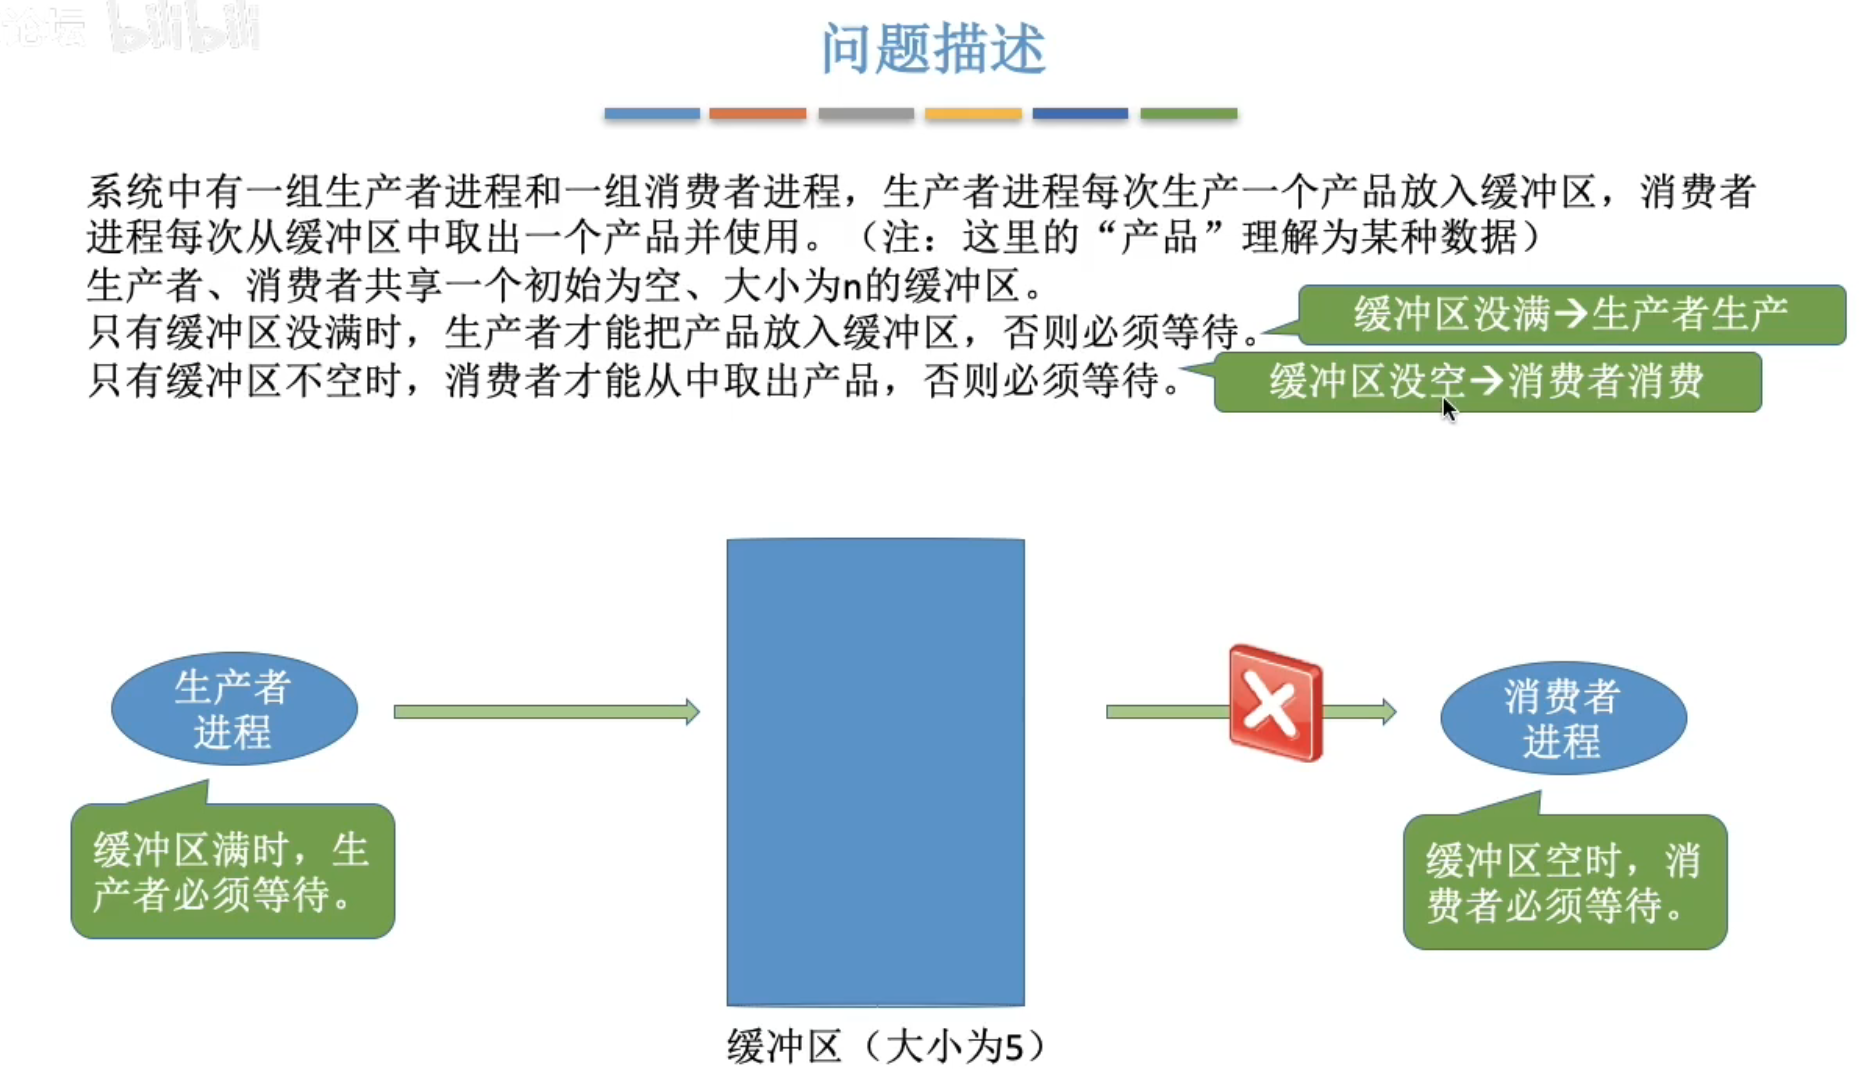 论坛 bilibili
问题描述
系统中有一组生产者进程和一组消费者进程，生产者进程每次生产一个产品放入缓冲区，消费者
进程每次从缓冲区中取出一个产品并使用。（注：这里的“产品”理解为某种数据）
生产者、消费者共享一个初始为空、大小为n的缓冲区。
只有缓冲区没满时，生产者才能把产品放入缓冲区，否则必须等待。
缓冲区没满→生产者生产
只有缓冲区不空时，消费者才能从中取出产品，否则必须等待。
缓冲区没空→消费者消费
生产者
进程
消费者
进程
缓冲区满时，生
产者必须等待。
缓冲区空时，消
费者必须等待。
缓冲区（大小为5）